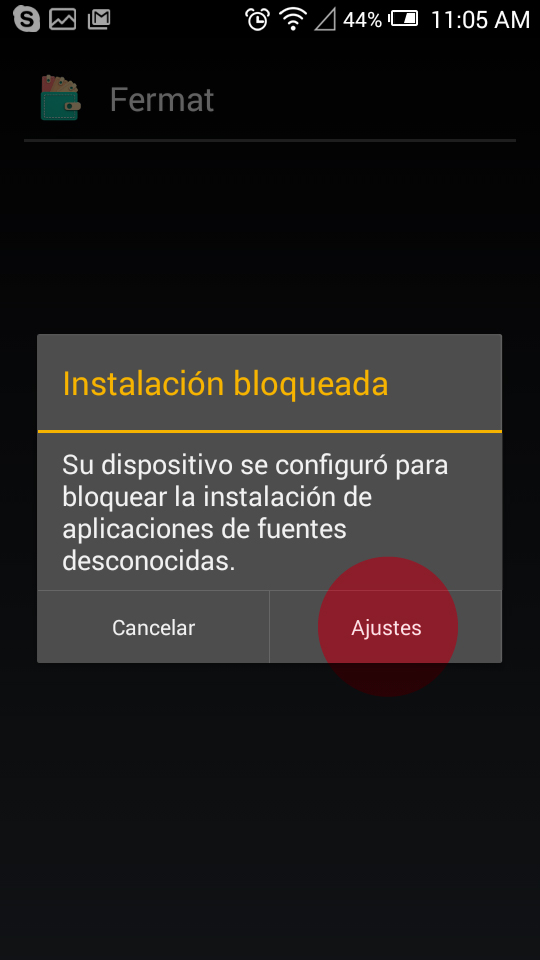 44% 11:05 AM
Fermat
Instalación bloqueada
Su dispositivo se configuró para
bloquear la instalación de
aplicaciones de fuentes
desconocidas.
Cancelar Ajustes